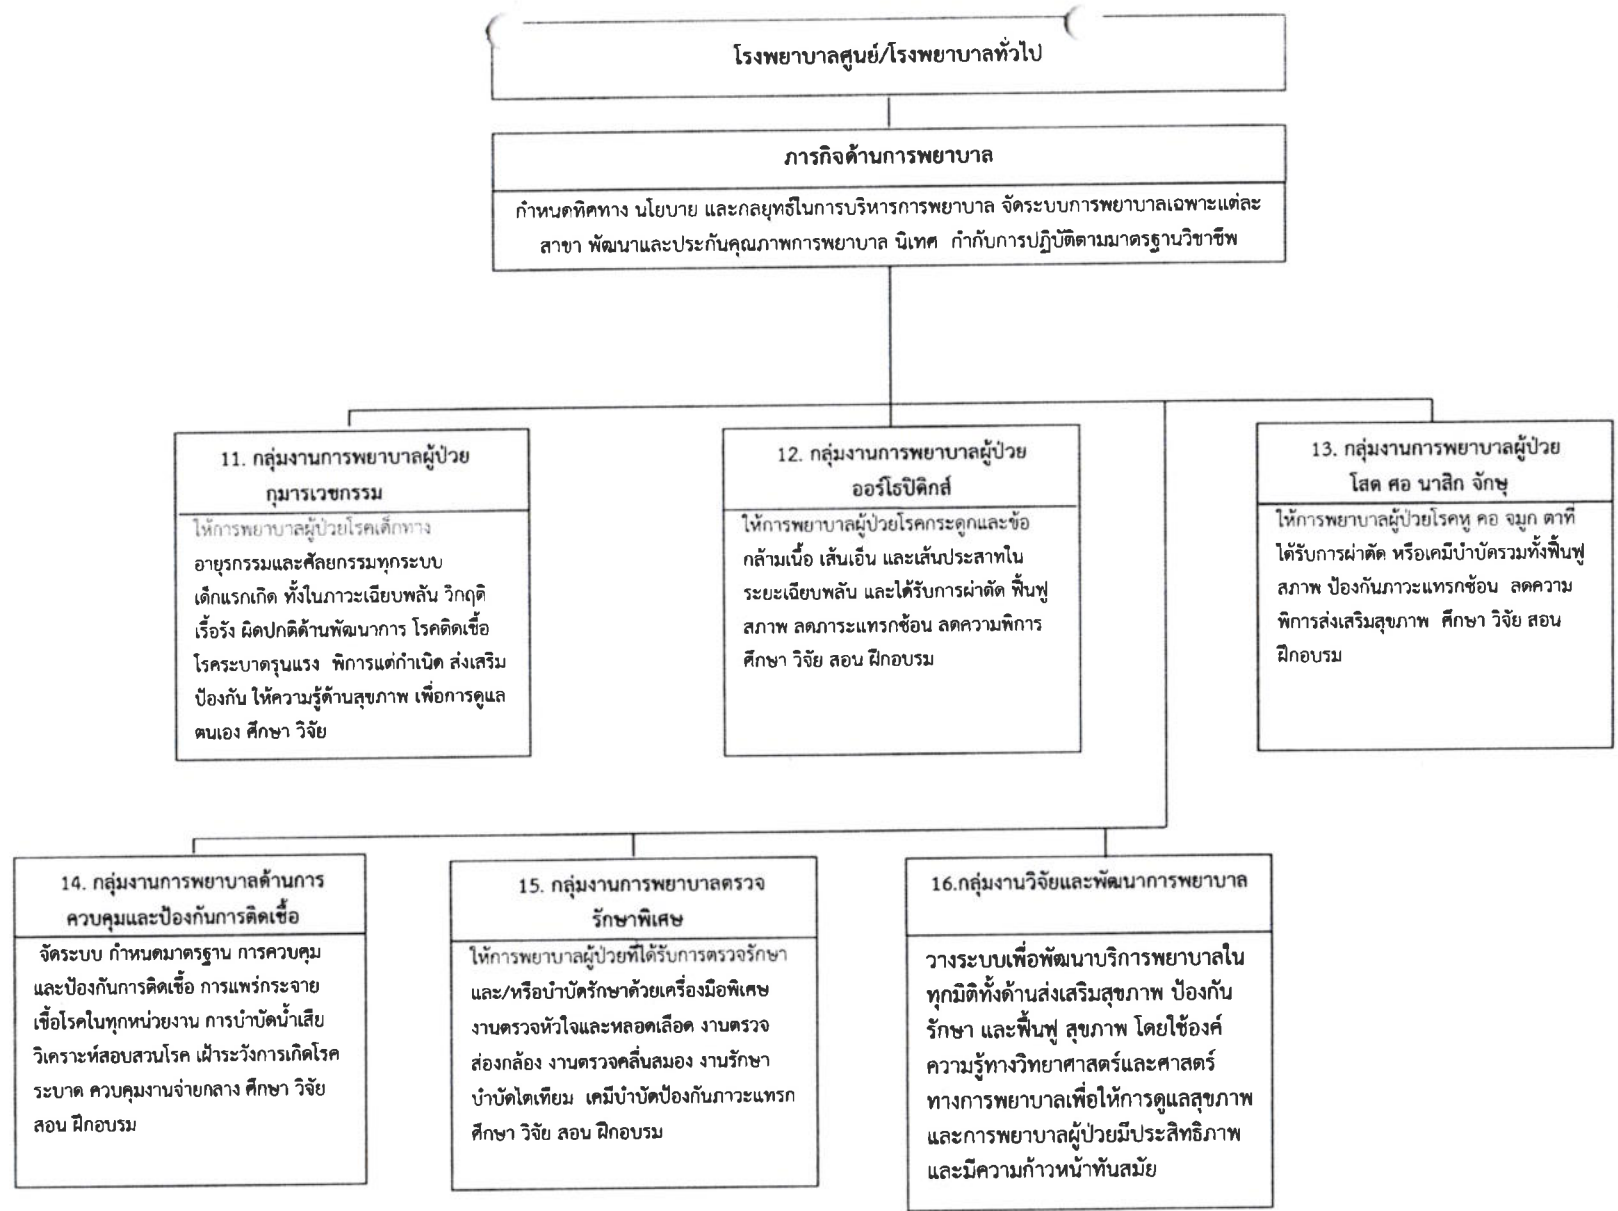 โรงพยาบาลศูนย์/โรงพยาบาลทั่วไป
ภารกิจด้านการพยาบาล
กำหนดทิศทาง นโยบาย และกลยุทธ์ในการบริหารการพยาบาล จัดระบบการพยาบาลเฉพาะแต่ละ
สาขา พัฒนาและประกันคุณภาพการพยาบาล นิเทศ กำกับการปฏิบัติตามมาตรฐานวิชาชีพ
11. กลุ่มงานการพยาบาลผู้ป่วย
กุมารเวชกรรม
ให้การพยาบาลผู้ป่วยโรคเด็กทาง
อายุรกรรมและศัลยกรรมทุกระบบ
เด็กแรกเกิด ทั้งในภาวะเฉียบพลัน วิกฤติ
เรื้อรัง ผิดปกติด้านพัฒนาการ โรคติดเชื้อ
โรคระบาดรุนแรง พิการแต่กำเนิด ส่งเสริม
ป้องกัน ให้ความรู้ด้านสุขภาพ เพื่อการดูแล
ตนเอง ศึกษา วิจัย
12. กลุ่มงานการพยาบาลผู้ป่วย
ออร์โธปิดิกส์
ให้การพยาบาลผู้ป่วยโรคกระดูกและข้อ
กล้ามเนื้อ เส้นเอ็น และเส้นประสาทใน
ระยะเฉียบพลัน และได้รับการผ่าตัด ฟื้นฟู
สภาพ ลดภาระแทรกซ้อน ลดความพิการ
ศึกษา วิจัย สอน ฝึกอบรม
13. กลุ่มงานการพยาบาลผู้ป่วย
โสต ศอ นาสิก จักษุ
ให้การพยาบาลผู้ป่วยโรคหู คอ จมูก ตาที่
ได้รับการผ่าตัด หรือเคมีบำบัดรวมทั้งฟื้นฟู
สภาพ ป้องกันภาวะแทรกซ้อน ลดความ
พิการส่งเสริมสุขภาพ ศึกษา วิจัย สอน
ฝึกอบรม
14. กลุ่มงานการพยาบาลด้านการ
ควบคุมและป้องกันการติดเชื้อ
จัดระบบ กำหนดมาตรฐาน การควบคุม
และป้องกันการติดเชื้อ การแพร่กระจาย
เชื้อโรคในทุกหน่วยงาน การบำบัดน้ำเสีย
วิเคราะห์สอบสวนโรค เฝ้าระวังการเกิดโรค
ระบาด ควบคุมงานจ่ายกลาง ศึกษา วิจัย
สอน ฝึกอบรม
15. กลุ่มงานการพยาบาลตรวจ
รักษาพิเศษ
ให้การพยาบาลผู้ป่วยที่ได้รับการตรวจรักษา
และ/หรือบำบัดรักษาด้วยเครื่องมือพิเศษ
งานตรวจหัวใจและหลอดเลือด งานตรวจ
ส่องกล้อง งานตรวจคลื่นสมอง งานรักษา
บำบัดไตเทียม เคมีบำบัดป้องกันภาวะแทรก
ศึกษา วิจัย สอน ฝึกอบรม
16.กลุ่มงานวิจัยและพัฒนาการพยาบาล
วางระบบเพื่อพัฒนาบริการพยาบาลใน
ทุกมิติทั้งด้านส่งเสริมสุขภาพ ป้องกัน
รักษา และฟื้นฟู สุขภาพ โดยใช้องค์
ความรู้ทางวิทยาศาสตร์และศาสตร์
ทางการพยาบาลเพื่อให้การดูแลสุขภาพ
และการพยาบาลผู้ป่วยมีประสิทธิภาพ
และมีความก้าวหน้าทันสมัย